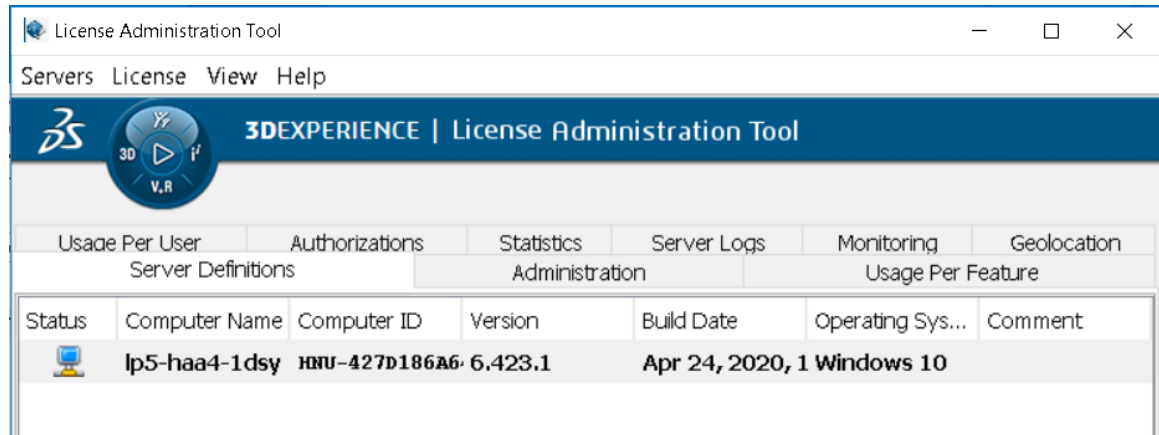 License Administration Tool
Servers License View Help
3DEXPERIENCE | License Administration Tool
3D
i'
V.R
Usage Per User Authorizations Statistics Server Logs Monitoring Geolocation
Server Definitions Administration Usage Per Feature
Status Computer Name Computer ID Version Build Date Operating Sys... Comment
lp5-haa4-1dsy HNU-427D186A6 6.423.1 Apr 24, 2020, 1 Windows 10